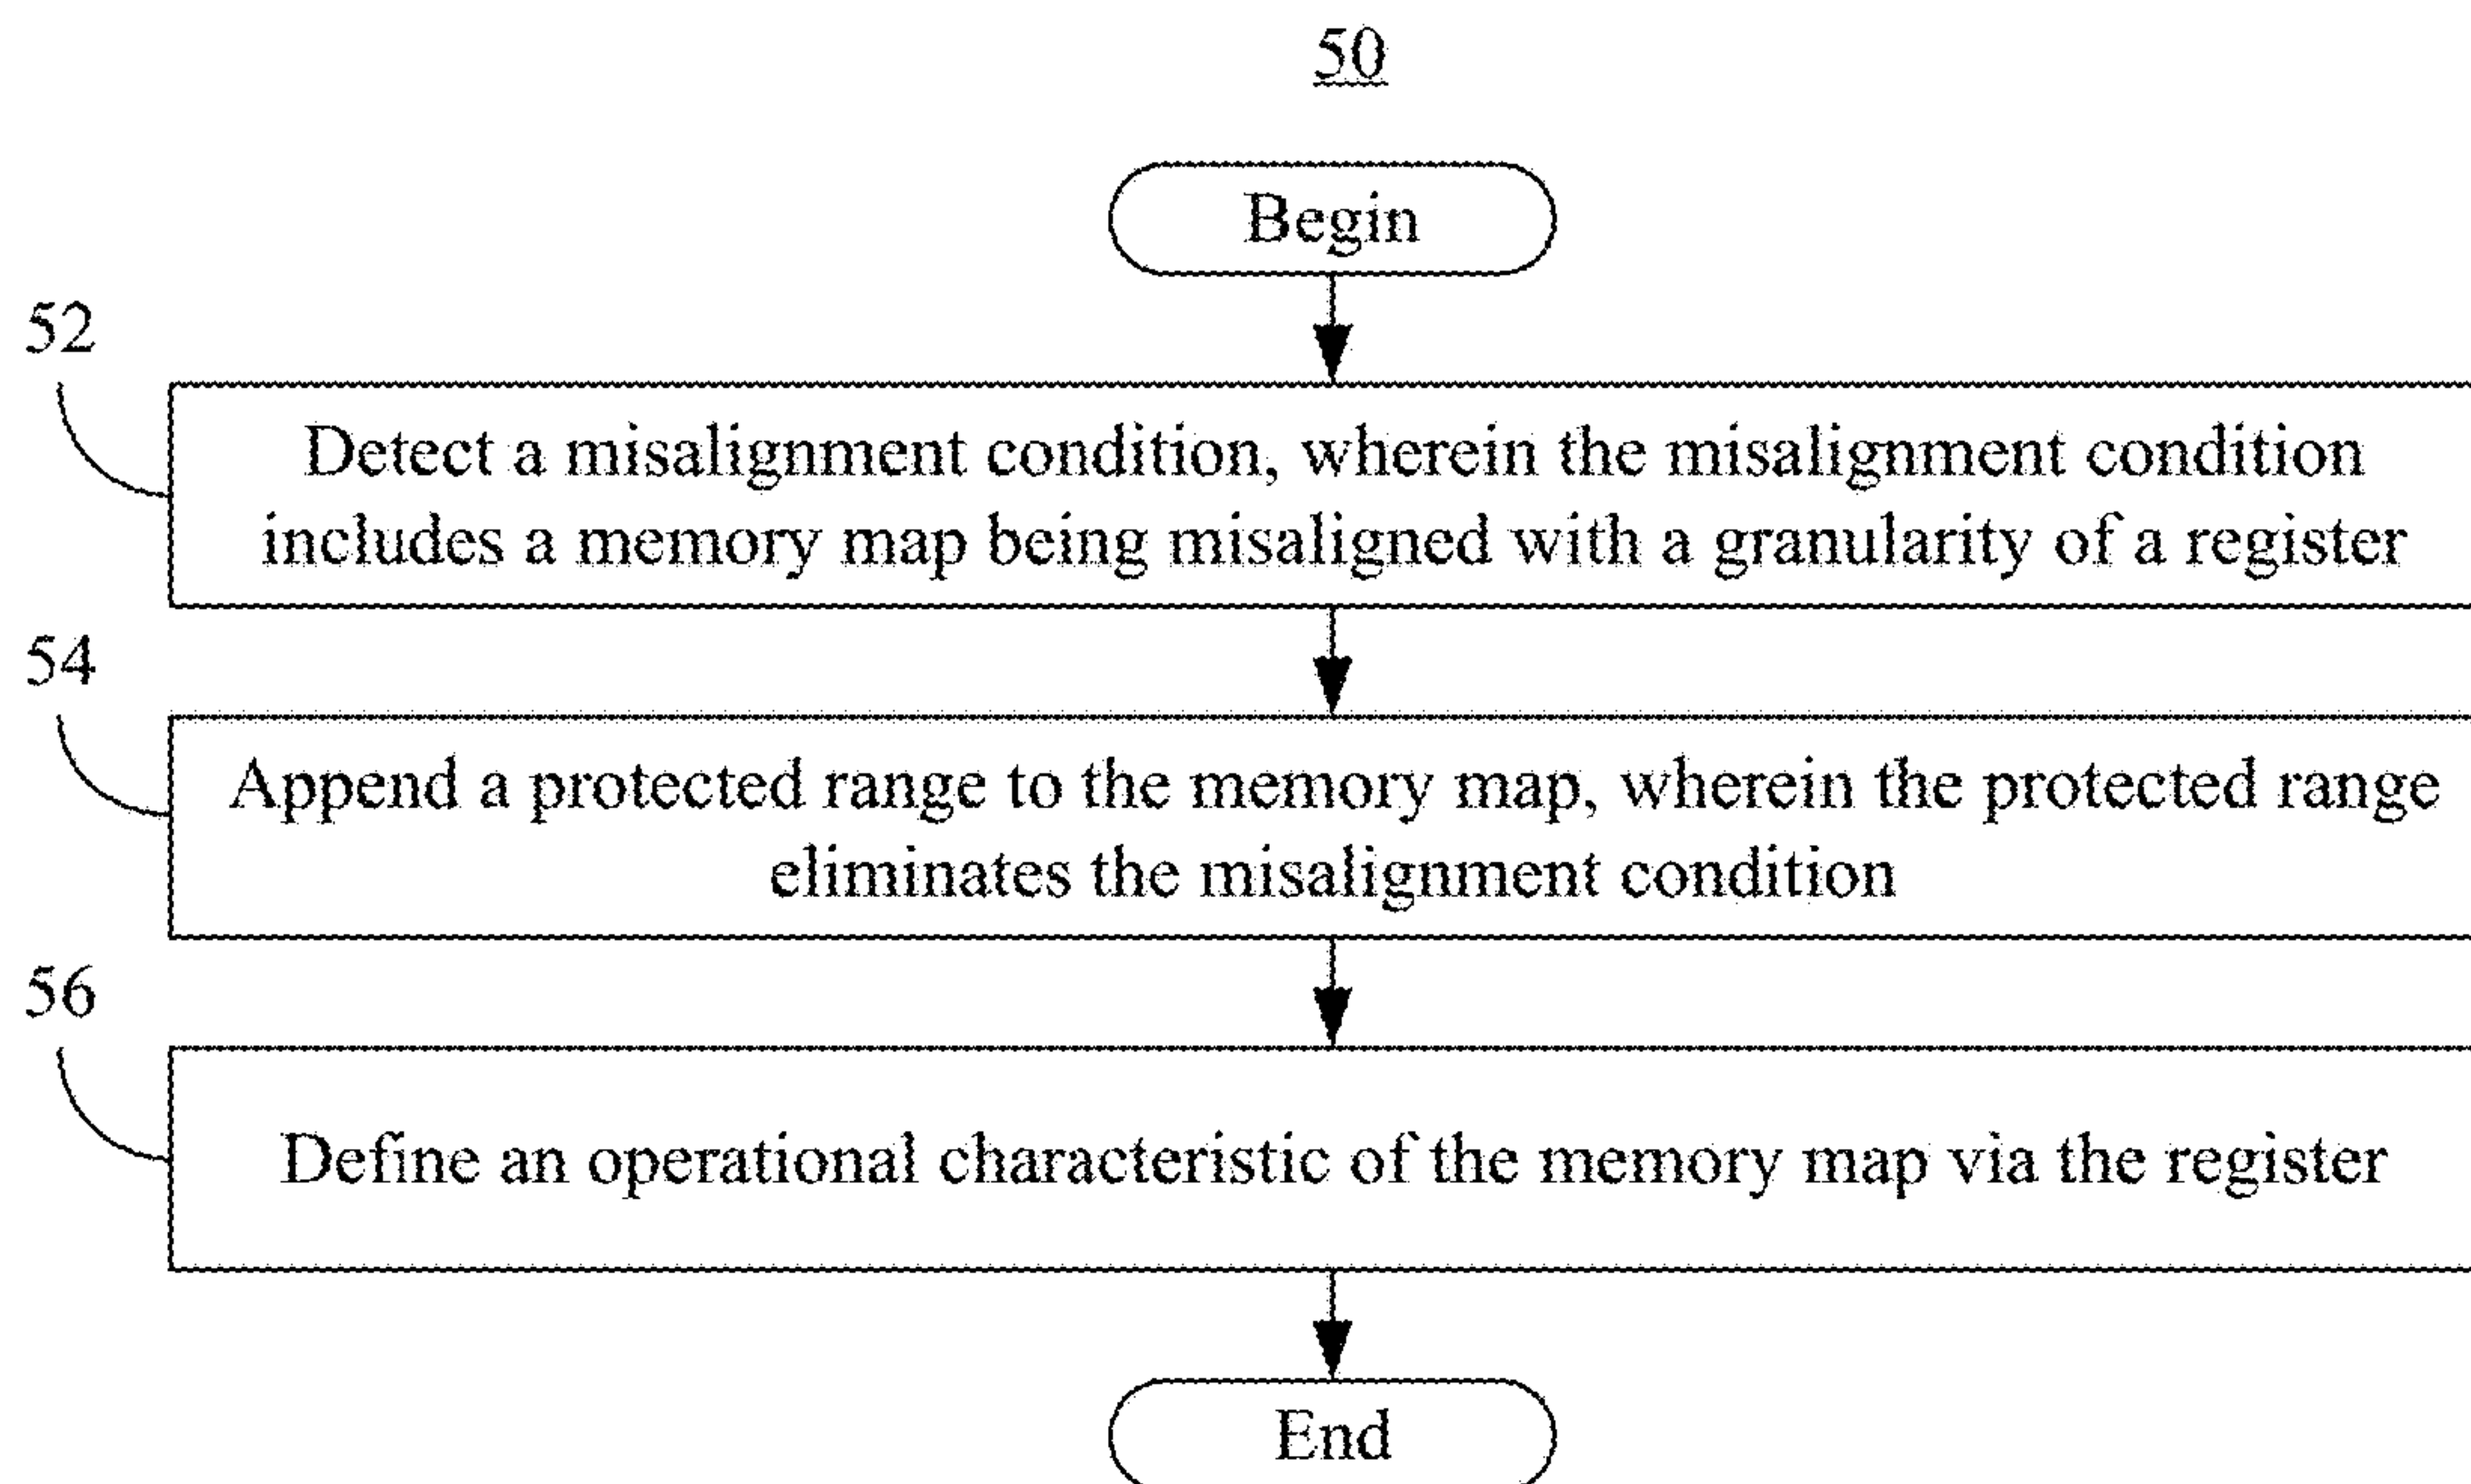 50
Begin
52
Detect a misalignment condition, wherein the misalignment condition
includes a memory map being misaligned with a granularity of a register
54
Append a protected range to the memory map, wherein the protected range
eliminates the misalignment condition
56
Define an operational characteristic of the memory map via the register
End